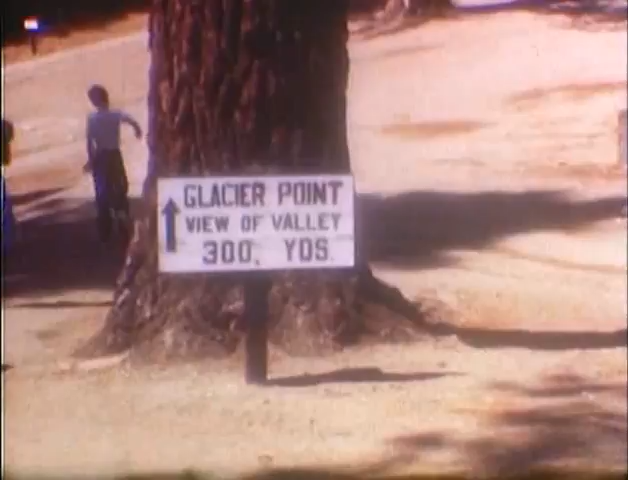 GLACIER POINT
VIEW OF VALLEY
300, YDS.